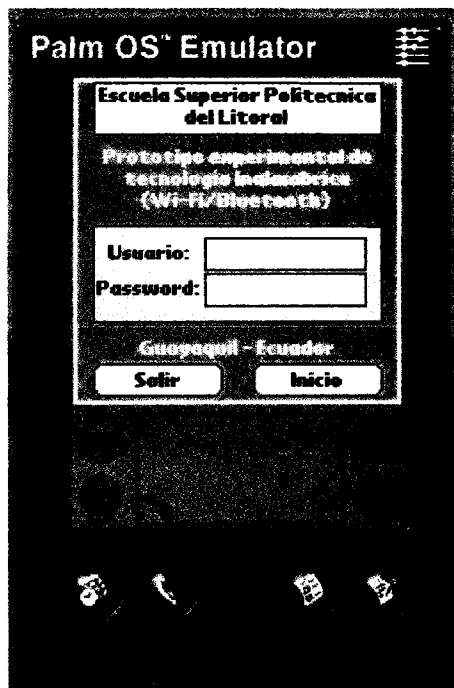 Palm OS™ Emulator
Escuela Superior Politecnica
del Litoral
Prototipo experimental de
tecnologia inalambrica
(Wi-Fi/Bluetooth)
Usuario:
Password:
Guayaquil - Ecuador
Salir Inicio